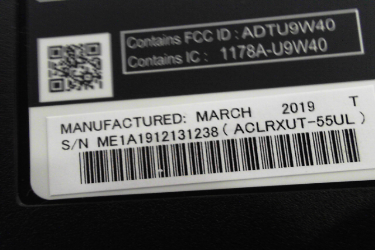 Contains FCC ID : ADTU9W40
Contains IC : 1178A-U9W40
MANUFACTURED: MARCH 2019 T
S/N ME1A1912131238 ( ACLRXUT-55UL )